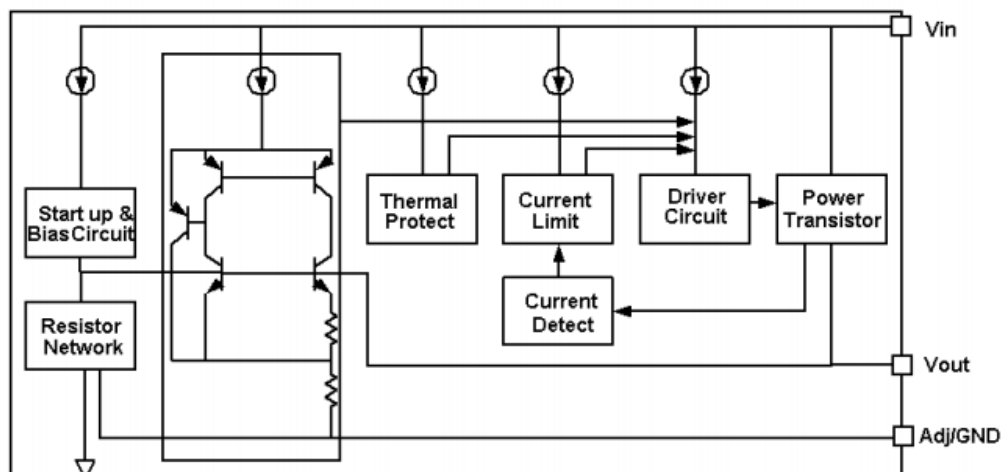 Vin
Start up &
Bias Circuit
Thermal
Protect
Current
Limit
Driver
Circuit
Power
Transistor
Resistor
Network
Current
Detect
Vout
Adj/GND